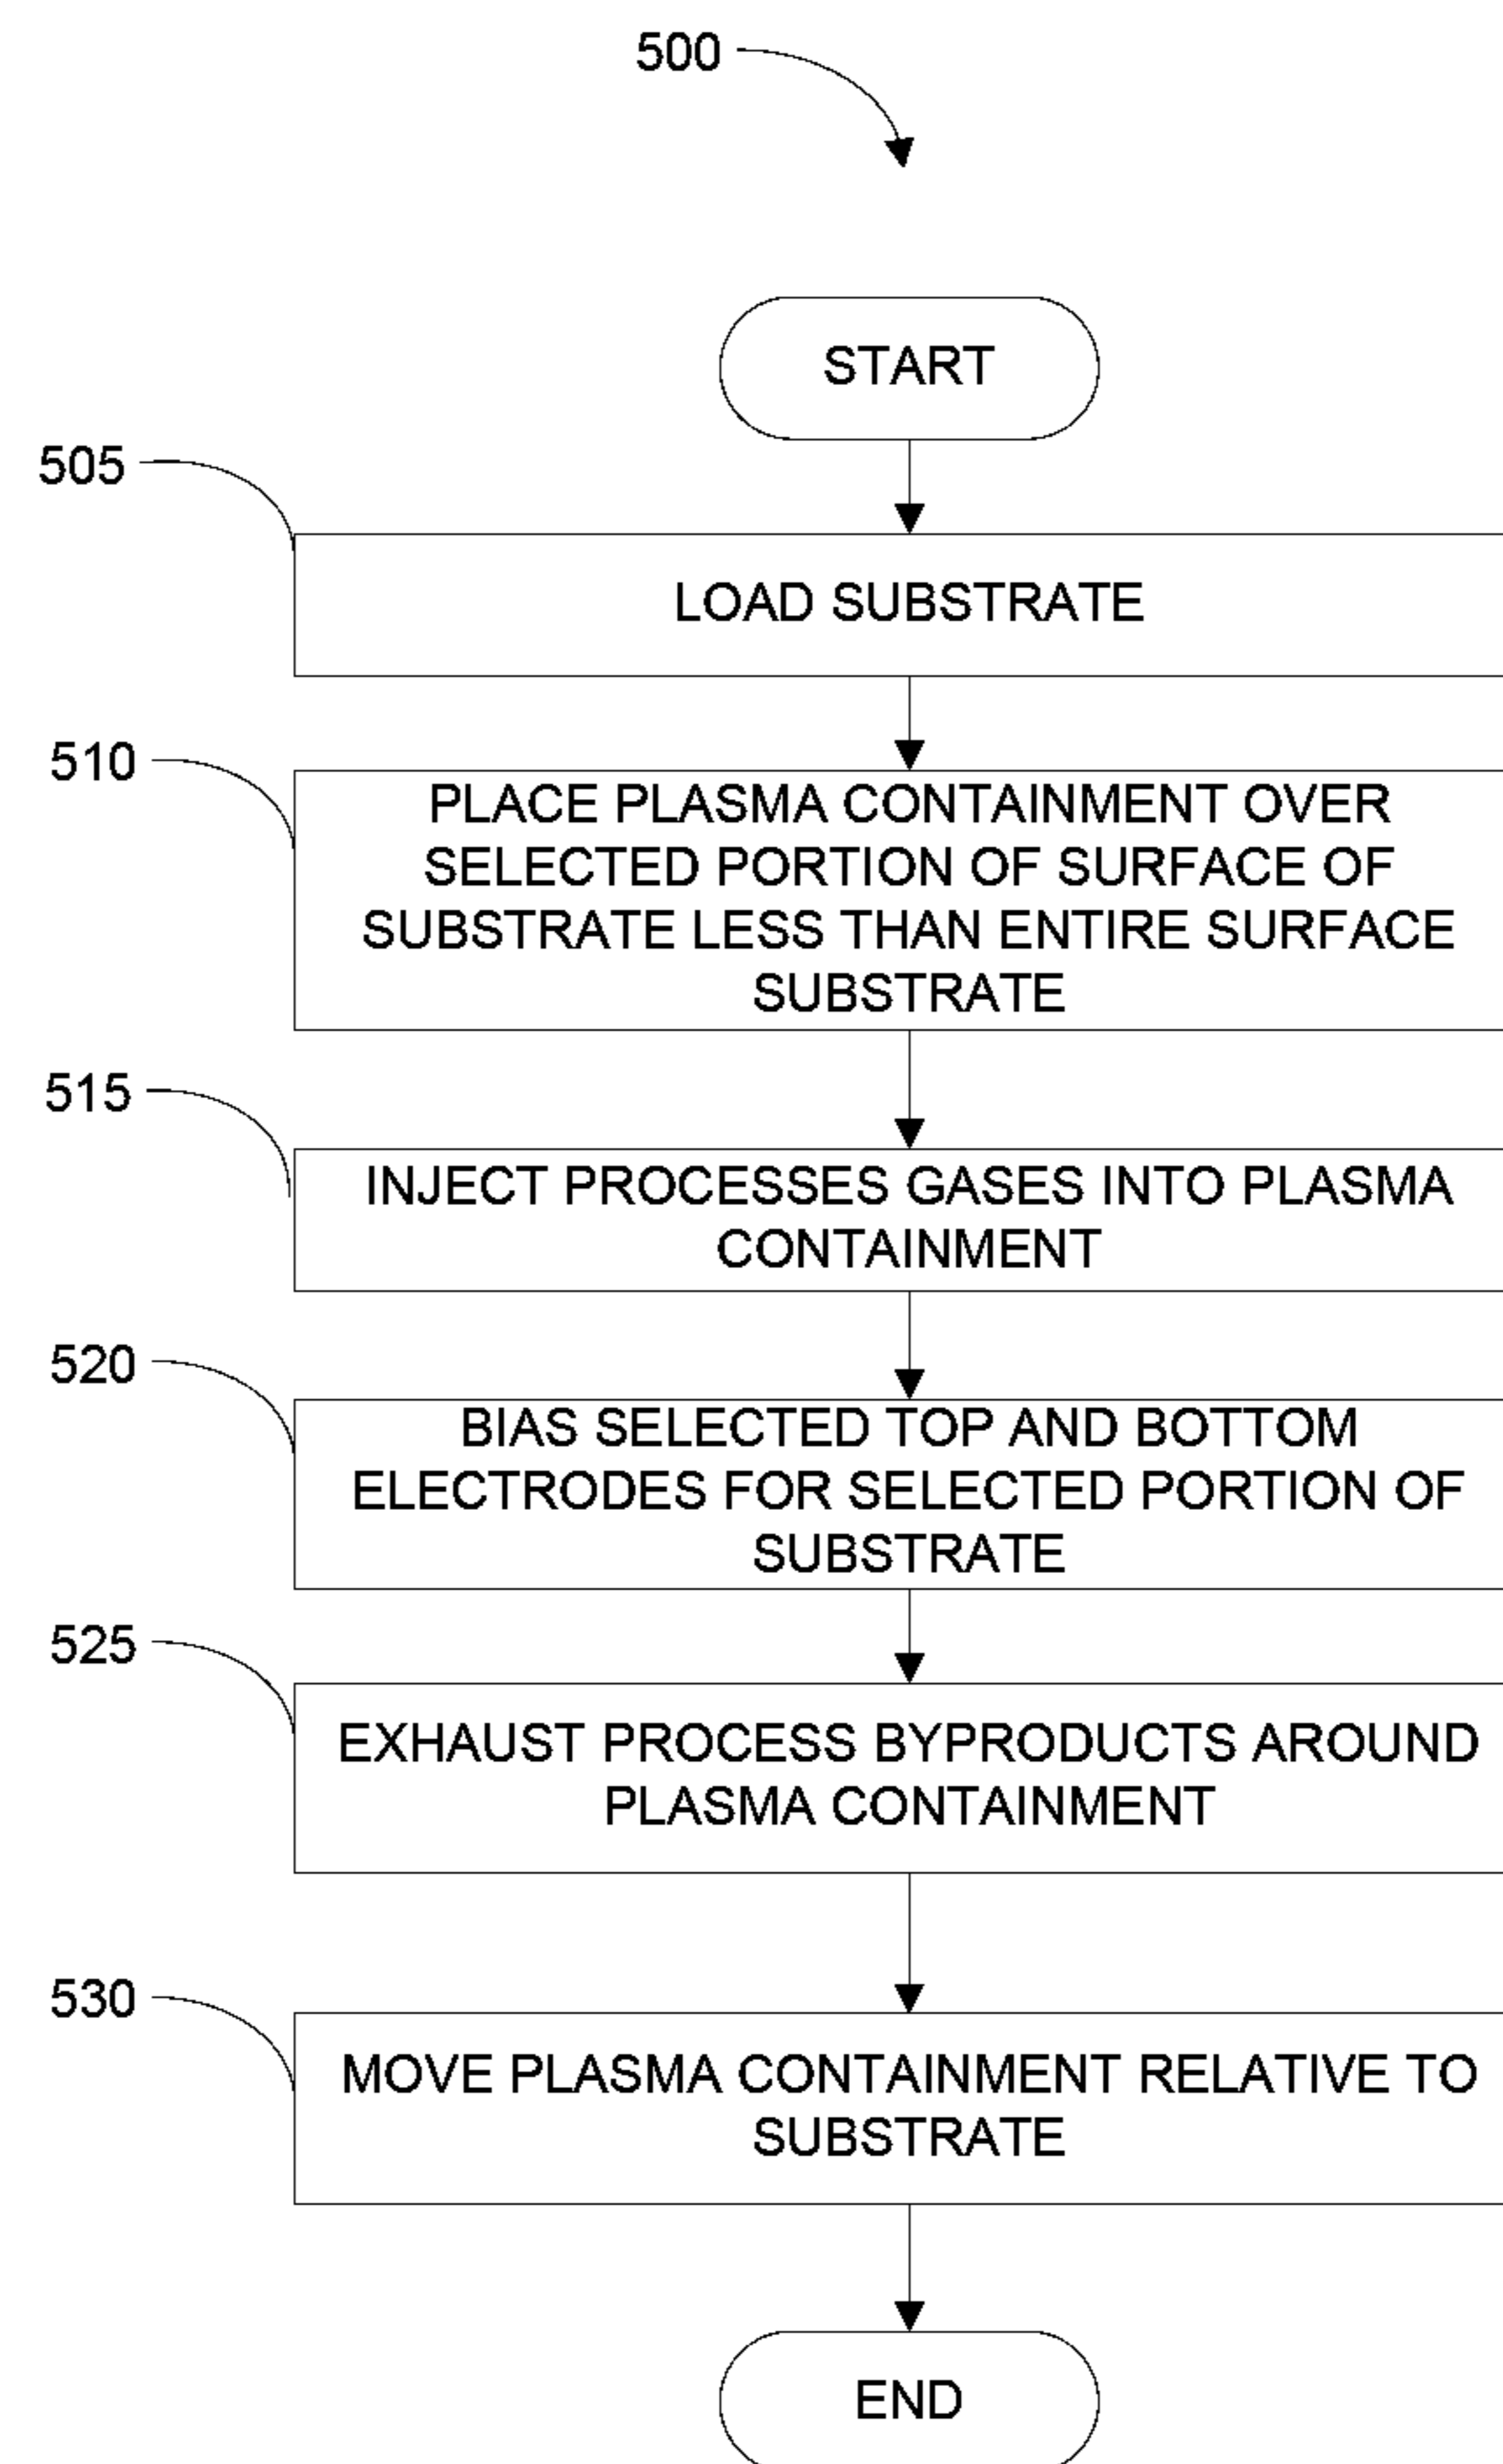 500
START
505
LOAD SUBSTRATE
510
PLACE PLASMA CONTAINMENT OVER
SELECTED PORTION OF SURFACE OF
SUBSTRATE LESS THAN ENTIRE SURFACE
SUBSTRATE
515
INJECT PROCESSES GASES INTO PLASMA
CONTAINMENT
520
BIAS SELECTED TOP AND BOTTOM
ELECTRODES FOR SELECTED PORTION OF
SUBSTRATE
525
EXHAUST PROCESS BYPRODUCTS AROUND
PLASMA CONTAINMENT
530
MOVE PLASMA CONTAINMENT RELATIVE TO
SUBSTRATE
END